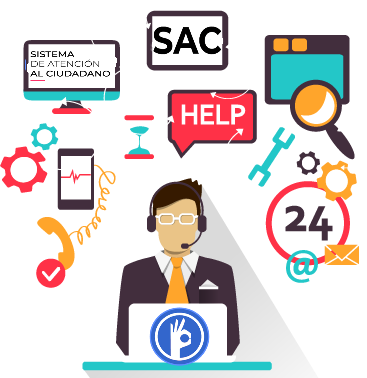 SAC
SISTEMA
DE ATENCIÓN
AL CIUDADANO
HELP
24
@